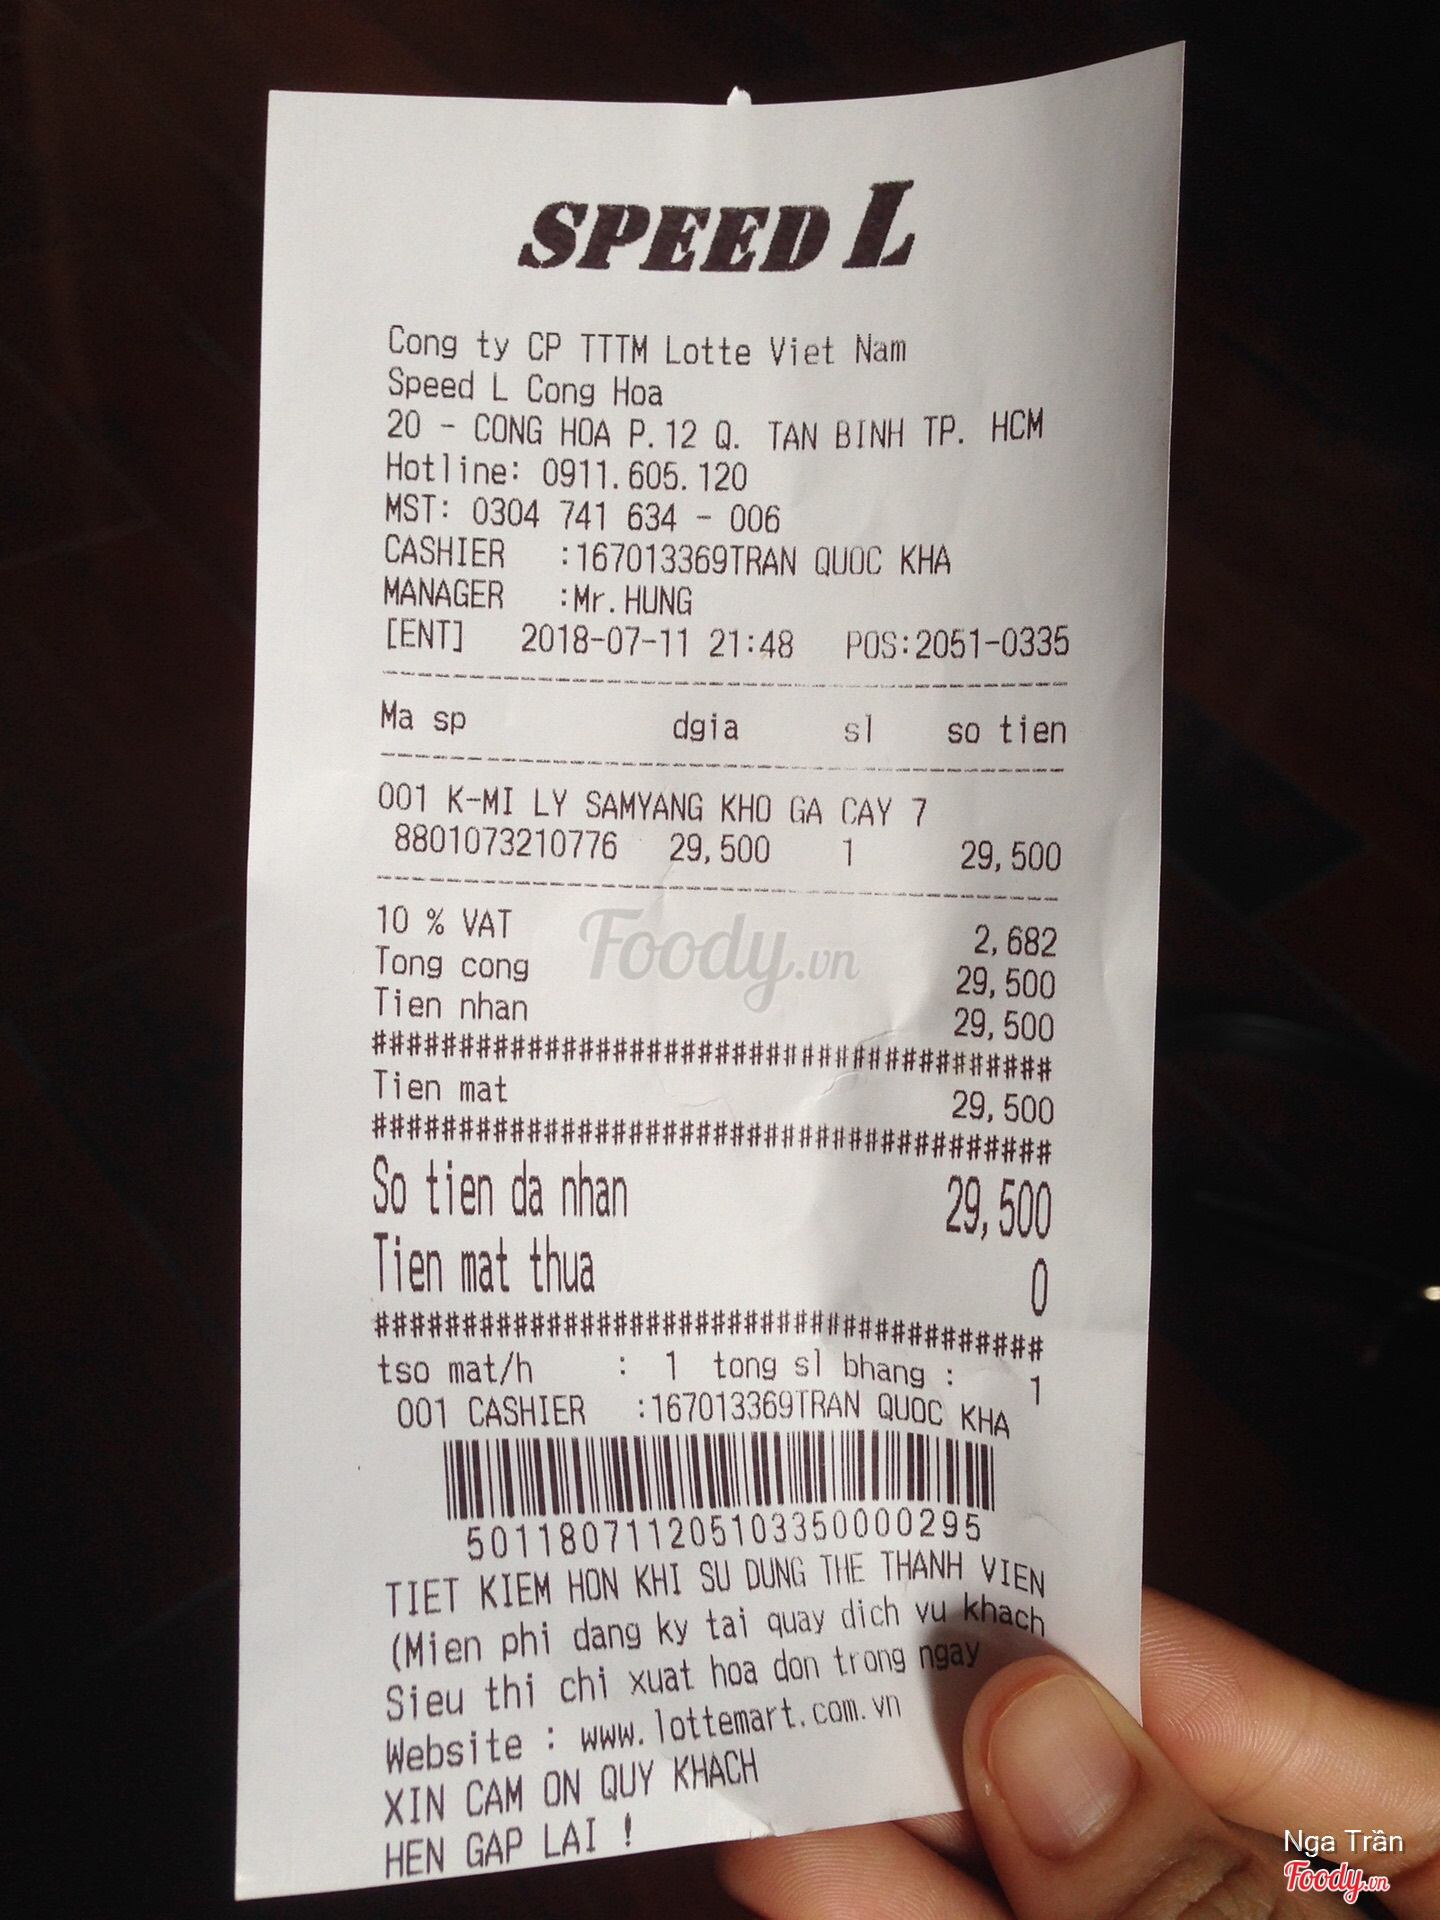 SPEED L
Cong ty CP TTTM Lotte Viet Nam
Speed L Cong Hoa
20 - CONG HOA P.12 Q. TAN BINH TP. HCM
Hotline: 0911.605.120
MST: 0304 741 634 - 006
CASHIER :167013369TRAN QUOC KHA
MANAGER :Mr.HUNG
[ENT] 2018-07-11 21:48 POS:2051-0335
Ma sp dgia sl so tien
001 K-MI LY SAMYANG KHO GA CAY 7
8801073210776 29,500 1 29,500
10 % VAT 2,682
Tong cong 29,500
Tien nhan 29,500
#######################################
Tien mat 29,500
#######################################
So tien da nhan 29,500
Tien mat thua 0
#######################################
tso mat/h : 1 tong sl bhang : 1
001 CASHIER :167013369TRAN QUOC KHA
501180711205103350000295
TIET KIEM HON KHI SU DUNG THE THANH VIEN
(Mien phi dang ky tai quay dich vu khach
Sieu thi chi xuat hoa don trong ngay
Website : www.lottemart.com.vn
XIN CAM ON QUY KHACH
HEN GAP LAI !
Foody.vn
Nga Trần
Foody.vn